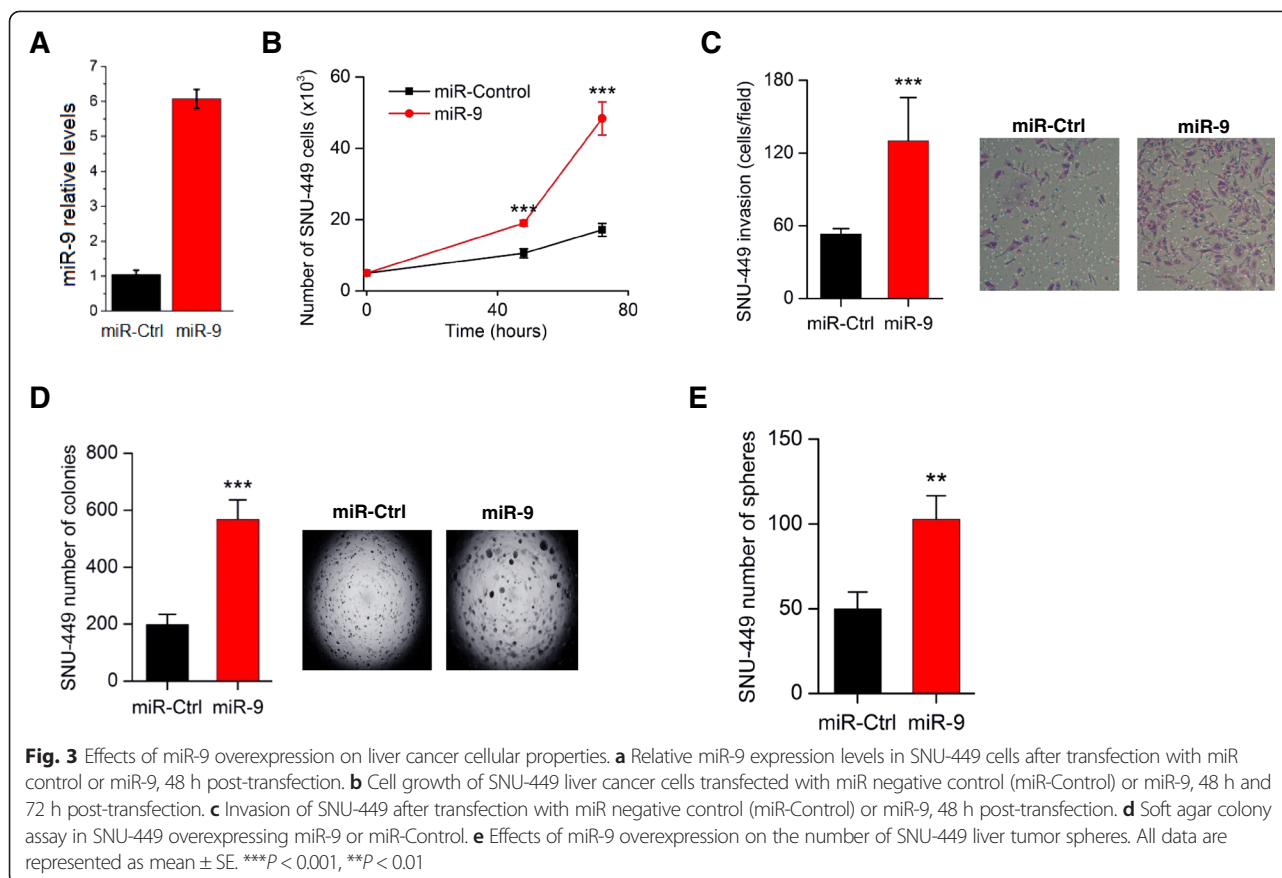 A
miR-9 relative levels
7
6
5
4
3
2
1
0
miR-Ctrl miR-9
B
Number of SNU-449 cells (x10³)
60
40
20
0
miR-Control
miR-9
***
***
0 40 80
Time (hours)
C
SNU-449 invasion (cells/field)
180
120
60
0
***
miR-Ctrl miR-9
miR-Ctrl miR-9
D
SNU-449 number of colonies
800
600
400
200
0
***
miR-Ctrl miR-9
miR-Ctrl miR-9
E
SNU-449 number of spheres
150
100
50
0
**
miR-Ctrl miR-9
Fig. 3 Effects of miR-9 overexpression on liver cancer cellular properties. a Relative miR-9 expression levels in SNU-449 cells after transfection with miR
control or miR-9, 48 h post-transfection. b Cell growth of SNU-449 liver cancer cells transfected with miR negative control (miR-Control) or miR-9, 48 h and
72 h post-transfection. c Invasion of SNU-449 after transfection with miR negative control (miR-Control) or miR-9, 48 h post-transfection. d Soft agar colony
assay in SNU-449 overexpressing miR-9 or miR-Control. e Effects of miR-9 overexpression on the number of SNU-449 liver tumor spheres. All data are
represented as mean ± SE. ***P < 0.001, **P < 0.01